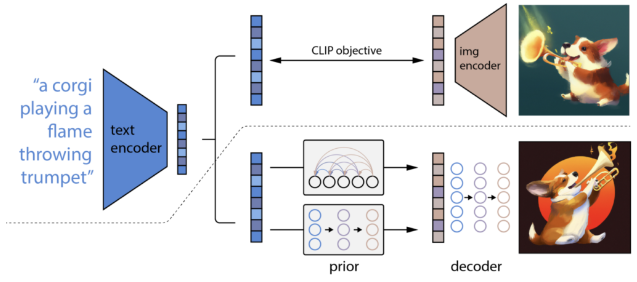 "a corgi
playing a
flame
throwing
trumpet"
text
encoder
CLIP objective
img
encoder
prior
decoder